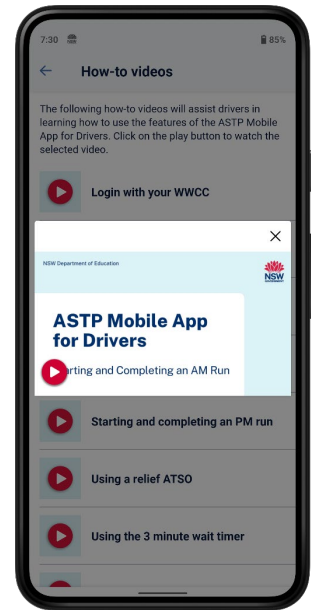 7:30
85%
How-to videos
The following how-to videos will assist drivers in
learning how to use the features of the ASTP Mobile
App for Drivers. Click on the play button to watch the
selected video.
Login with your WWCC
NSW Department of Education
NSW
GOVERNMENT
ASTP Mobile App
for Drivers
arting and Completing an AM Run
Starting and completing an PM run
Using a relief ATSO
Using the 3 minute wait timer